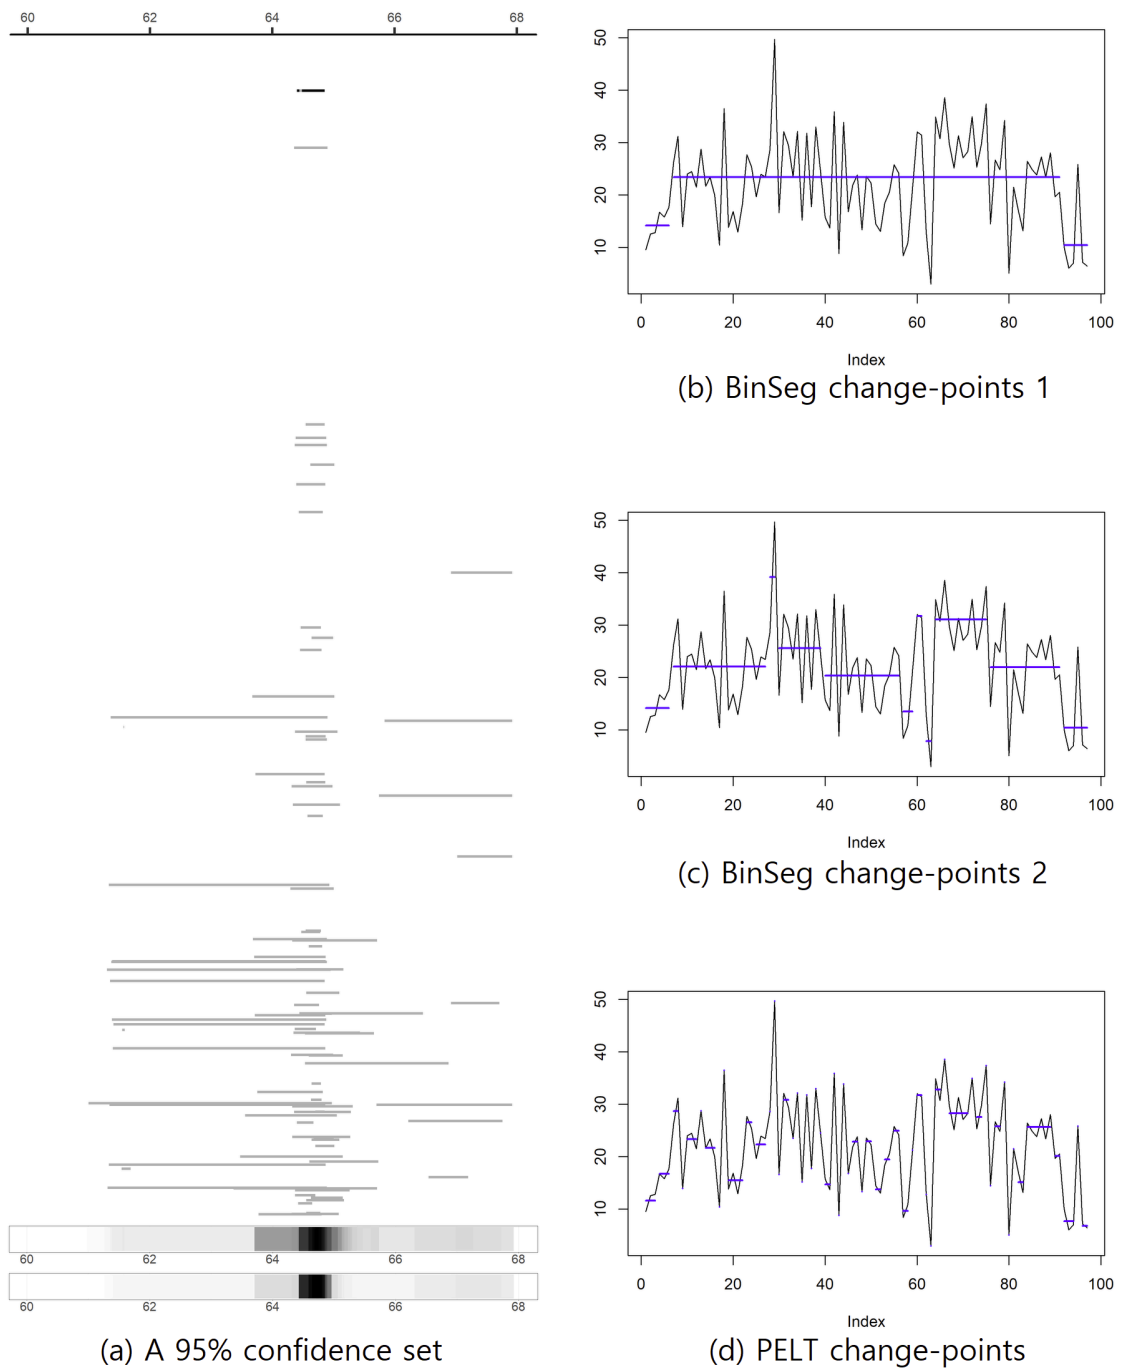 60 62 64 66 68
60 62 64 66 68
60 62 64 66 68
(a) A 95% confidence set
50
40
30
20
10
0 20 40 60 80 100
Index
(b) BinSeg change-points 1
50
40
30
20
10
0 20 40 60 80 100
Index
(c) BinSeg change-points 2
50
40
30
20
10
0 20 40 60 80 100
Index
(d) PELT change-points